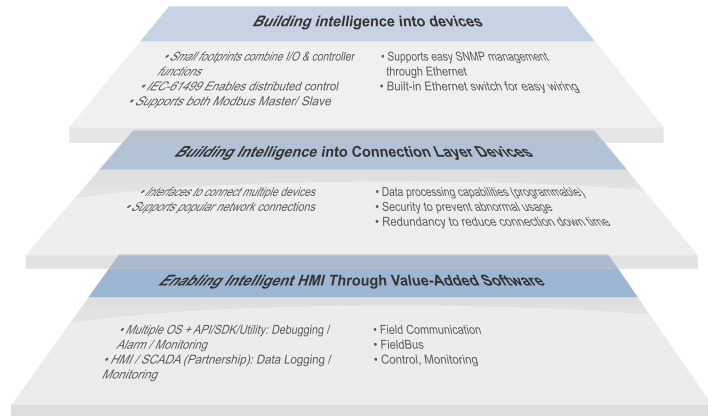 Building intelligence into devices
• Small footprints combine I/O & controller
functions
• IEC-61499 Enables distributed control
• Supports both Modbus Master/ Slave
• Supports easy SNMP management
through Ethernet
• Built-in Ethernet switch for easy wiring
Building Intelligence into Connection Layer Devices
• Interfaces to connect multiple devices
• Supports popular network connections
• Data processing capabilities (programmable)
• Security to prevent abnormal usage
• Redundancy to reduce connection down time
Enabling Intelligent HMI Through Value-Added Software
• Multiple OS + API/SDK/Utility: Debugging /
Alarm / Monitoring
• HMI / SCADA (Partnership): Data Logging /
Monitoring
• Field Communication
• FieldBus
• Control, Monitoring